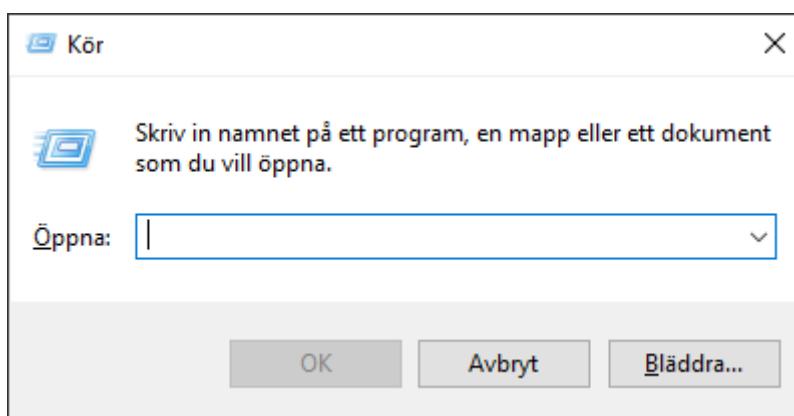 Kör
Skriv in namnet på ett program, en mapp eller ett dokument
som du vill öppna.
Öppna:
OK Avbryt Bläddra...